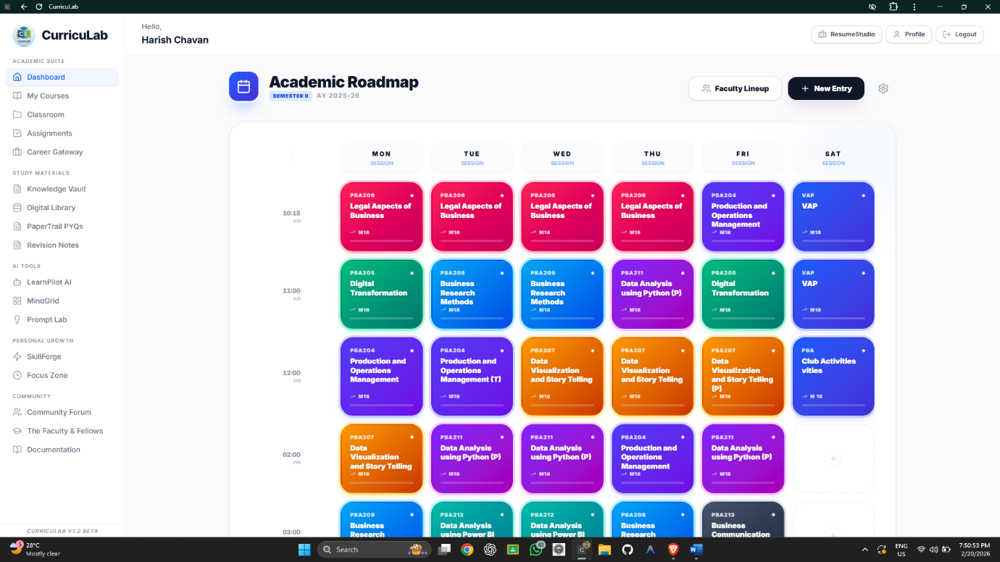 CurricuLab
CurricuLab
ACADEMIC SUITE
Dashboard
My Courses
Classroom
Assignments
Career Gateway
STUDY MATERIALS
Knowledge Vault
Digital Library
PaperTrail PYQs
Revision Notes
AI TOOLS
LearnPilot AI
MindGrid
Prompt Lab
PERSONAL GROWTH
SkillForge
Focus Zone
COMMUNITY
Community Forum
The Faculty & Fellows
Documentation
CURRICULAB V1.2 BETA
Hello,
Harish Chavan
ResumeStudio
Profile
Logout
Academic Roadmap
SEMESTER II AY 2025-26
Faculty Lineup
+ New Entry
MON
SESSION
TUE
SESSION
WED
SESSION
THU
SESSION
FRI
SESSION
SAT
SESSION
10:15
AM
PBA206
Legal Aspects of
Business
M18
PBA206
Legal Aspects of
Business
M18
PBA206
Legal Aspects of
Business
M18
PBA206
Legal Aspects of
Business
M18
PBA204
Production and
Operations
Management
M18
VAP
VAP
M18
11:00
AM
PBA205
Digital
Transformation
M18
PBA208
Business
Research
Methods
M18
PBA208
Business
Research
Methods
M18
PBA211
Data Analysis
using Python (P)
M18
PBA205
Digital
Transformation
M18
VAP
VAP
M18
12:00
PM
PBA204
Production and
Operations
Management
M18
PBA204
Production and
Operations
Management (T)
M18
PBA207
Data
Visualization
and Story Telling
M18
PBA207
Data
Visualization
and Story Telling
M18
PBA207
Data
Visualization
and Story Telling
(P)
M18
PBA
Club Activities
vities
M 18
02:00
PM
PBA207
Data
Visualization
and Story Telling
M18
PBA211
Data Analysis
using Python (P)
M18
PBA211
Data Analysis
using Python (P)
M18
PBA204
Production and
Operations
Management
M18
PBA211
Data Analysis
using Python (P)
M18
03:00
PBA208
Business
Research
PBA212
Data Analysis
using Power BI
PBA212
Data Analysis
using Power BI
PBA208
Business
Research
PBA213
Business
Communication
5
28°C
Mostly clear
Search
61
ENG
US
7:50:53 PM
2/20/2026